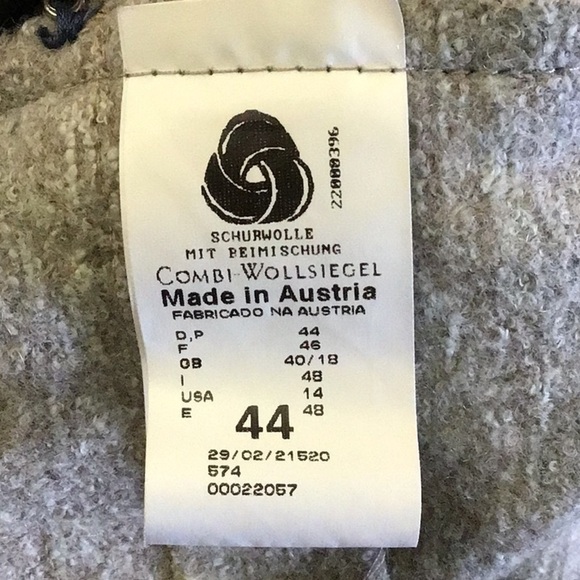 22000396
SCHURWOLLE
MIT BEIMISCHUNG
COMBI-WOLLSIEGEL
Made in Austria
FABRICADO NA AUSTRIA
D,P 44
F 46
GB 40/18
I 48
USA 14
E 48
44
29/02/21520
574
00022057